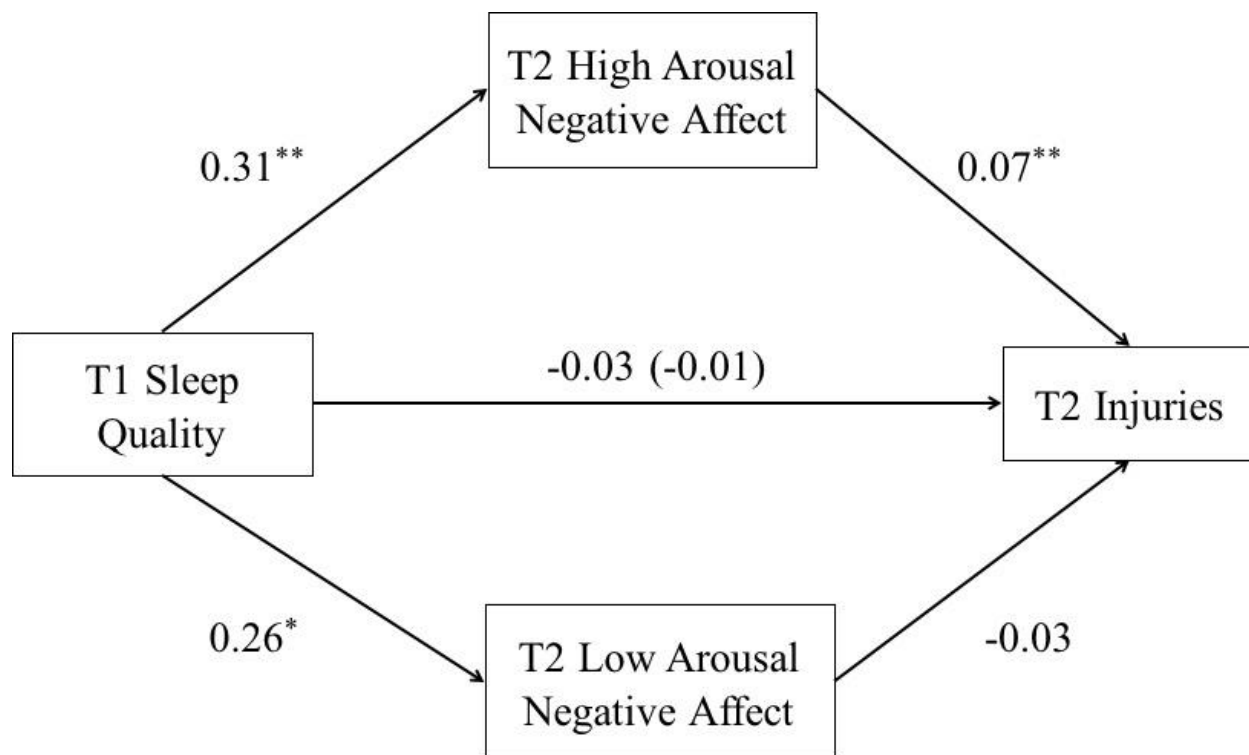 T2 High Arousal
Negative Affect
0.31**
0.07**
T1 Sleep
Quality
-0.03 (-0.01)
T2 Injuries
0.26*
-0.03
T2 Low Arousal
Negative Affect